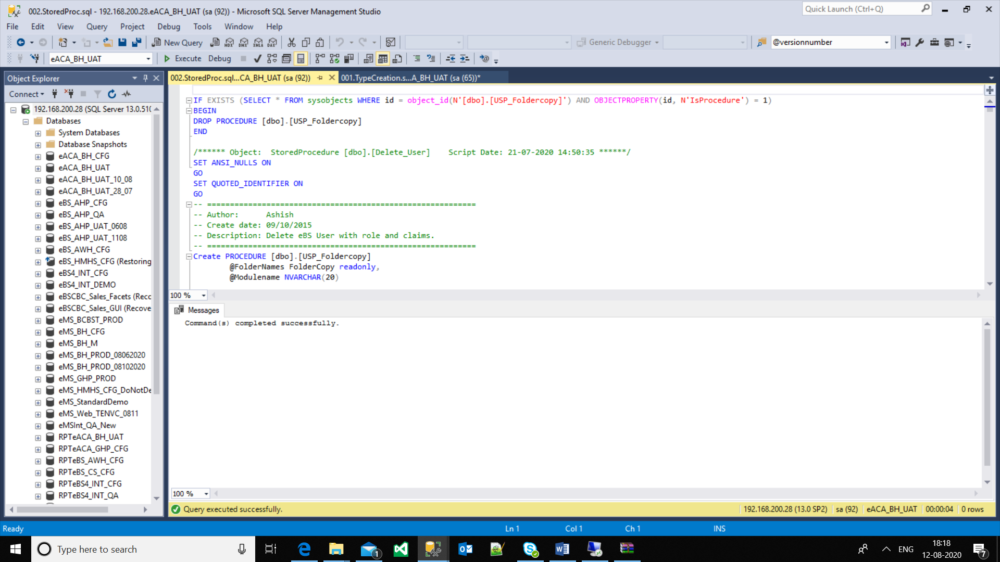 002.StoredProc.sql - 192.168.200.28.eACA_BH_UAT (sa (92)) - Microsoft SQL Server Management Studio
Quick Launch (Ctrl+Q)
File Edit View Query Project Debug Tools Window Help
New Query MDX DMX XMLA DAX Generic Debugger @versionnumber
eACA_BH_UAT Execute Debug
Object Explorer
Connect
192.168.200.28 (SQL Server 13.0.510
Databases
System Databases
Database Snapshots
eACA_BH_CFG
eACA_BH_UAT
eACA_BH_UAT_10_08
eACA_BH_UAT_28_07
eBS_AHP_CFG
eBS_AHP_QA
eBS_AHP_UAT_0608
eBS_AHP_UAT_1108
eBS_AWH_CFG
eBS_HMHS_CFG (Restoring
eBS4_INT_CFG
eBS4_INT_DEMO
eBSCBC_Sales_Facets (Recc
eBSCBC_Sales_GUI (Recove
eMS_BCBST_PROD
eMS_BH_CFG
eMS_BH_M
eMS_BH_PROD_08062020
eMS_BH_PROD_08102020
eMS_GHP_PROD
eMS_HMHS_CFG_DoNotDe
eMS_StandardDemo
eMS_Web_TENVC_0811
eMSInt_QA_New
RPTeACA_BH_UAT
RPTeACA_GHP_CFG
RPTeBS_AWH_CFG
RPTeBS_CS_CFG
RPTeBS4_INT_CFG
RPTeBS4_INT_QA
002.StoredProc.sql...CA_BH_UAT (sa (92)) 001.TypeCreation.s...A_BH_UAT (sa (65))*
IF EXISTS (SELECT * FROM sysobjects WHERE id = object_id(N'[dbo].[USP_Foldercopy]') AND OBJECTPROPERTY(id, N'IsProcedure') = 1)
BEGIN
DROP PROCEDURE [dbo].[USP_Foldercopy]
END
/****** Object:  StoredProcedure [dbo].[Delete_User]    Script Date: 21-07-2020 14:50:35 ******/
SET ANSI_NULLS ON
GO
SET QUOTED_IDENTIFIER ON
GO
-- ===========================================================
-- Author:      Ashish
-- Create date: 09/10/2015
-- Description: Delete eBS User with role and claims.
-- ===========================================================
Create PROCEDURE [dbo].[USP_Foldercopy]
@FolderNames FolderCopy readonly,
@Modulename NVARCHAR(20)
100 %
Messages
Command(s) completed successfully.
100 %
Query executed successfully. 192.168.200.28 (13.0 SP2) sa (92) eACA_BH_UAT 00:00:04 0 rows
Ready Ln 1 Col 1 Ch 1 INS
Type here to search
1
ENG
18:18
12-08-2020
7